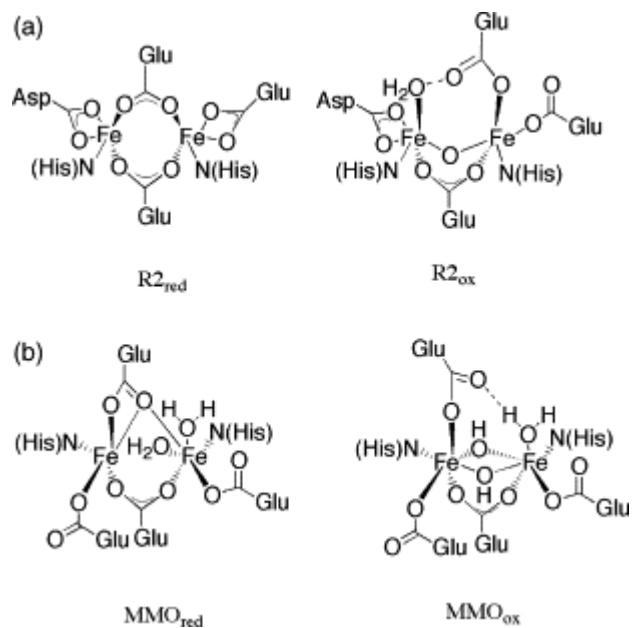 (a)
Glu
Asp O O O O Glu
O Fe Fe O
(His)N O O N(His)
Glu
R2red
Glu
H2O O O
Asp O O
O Fe O Fe O Glu
(His)N O O N(His)
Glu
R2ox
(b)
Glu
O O H H
(His)N H2O O N(His)
Fe Fe
O O O O O
O Glu Glu Glu
MMOred
Glu O
O H H
H O O
(His)N Fe Fe N(His)
O O O O O
H
O Glu Glu Glu
MMOox